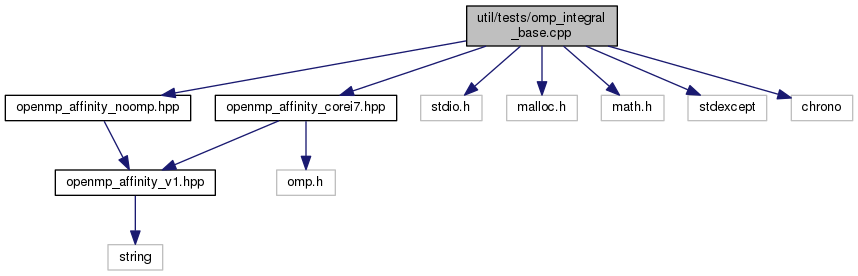 util/tests/omp_integral
_base.cpp
openmp_affinity_noomp.hpp
openmp_affinity_corei7.hpp
stdio.h
malloc.h
math.h
stdexcept
chrono
openmp_affinity_v1.hpp
omp.h
string